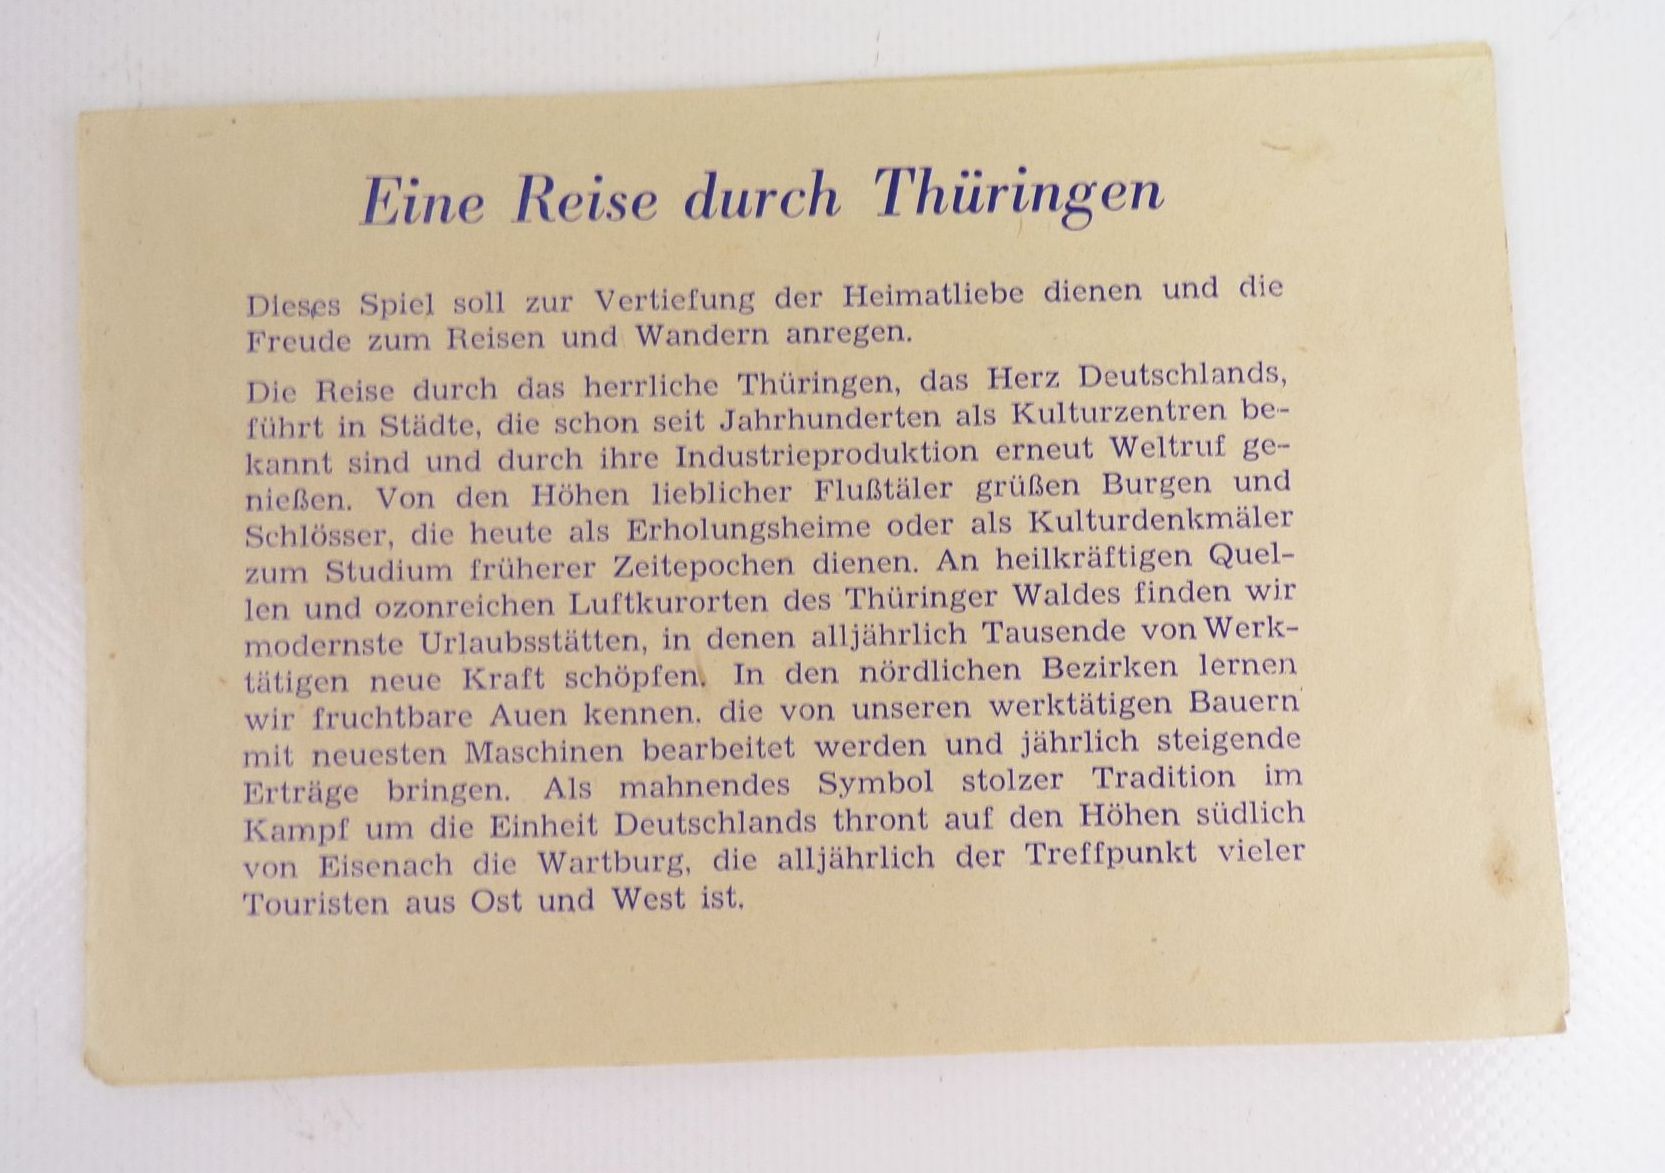 Eine Reise durch Thüringen
Dieses Spiel soll zur Vertiefung der Heimatliebe dienen und die
Freude zum Reisen und Wandern anregen.
Die Reise durch das herrliche Thüringen, das Herz Deutschlands,
führt in Städte, die schon seit Jahrhunderten als Kulturzentren be-
kannt sind und durch ihre Industrieproduktion erneut Weltruf ge-
nießen. Von den Höhen lieblicher Flußtäler grüßen Burgen und
Schlösser, die heute als Erholungsheime oder als Kulturdenkmäler
zum Studium früherer Zeitepochen dienen. An heilkräftigen Quel-
len und ozonreichen Luftkurorten des Thüringer Waldes finden wir
modernste Urlaubsstätten, in denen alljährlich Tausende von Werk-
tätigen neue Kraft schöpfen. In den nördlichen Bezirken lernen
wir fruchtbare Auen kennen. die von unseren werktätigen Bauern
mit neuesten Maschinen bearbeitet werden und jährlich steigende
Erträge bringen. Als mahnendes Symbol stolzer Tradition im
Kampf um die Einheit Deutschlands thront auf den Höhen südlich
von Eisenach die Wartburg, die alljährlich der Treffpunkt vieler
Touristen aus Ost und West ist.